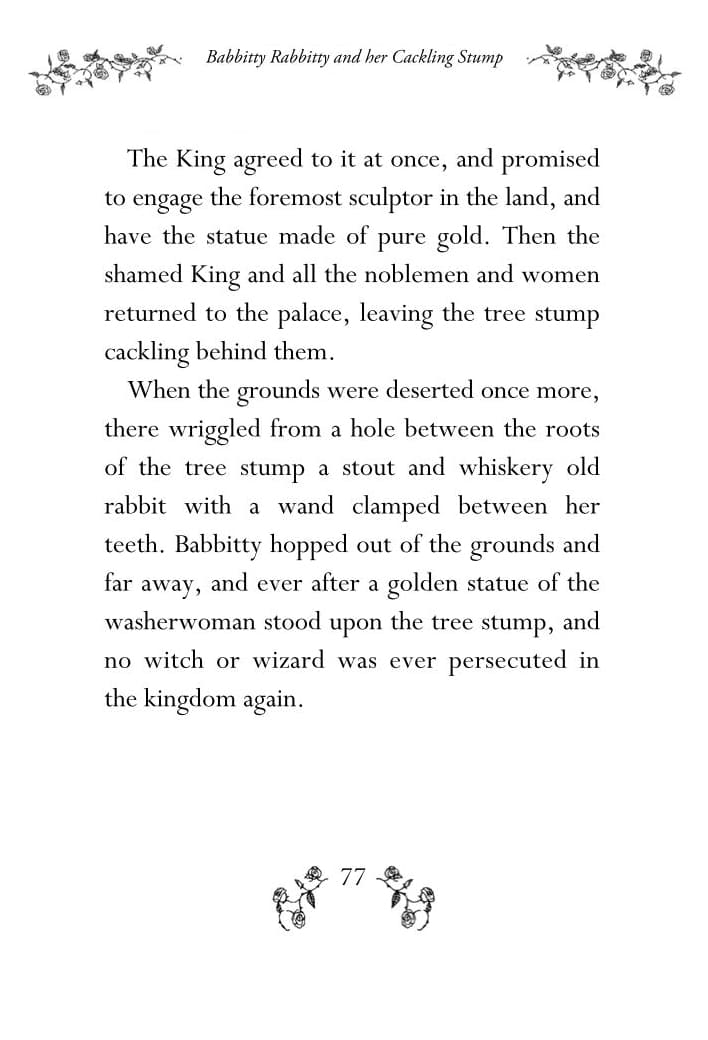 Babbitty Rabbitty and her Cackling Stump
The King agreed to it at once, and promised
to engage the foremost sculptor in the land, and
have the statue made of pure gold. Then the
shamed King and all the noblemen and women
returned to the palace, leaving the tree stump
cackling behind them.
When the grounds were deserted once more,
there wriggled from a hole between the roots
of the tree stump a stout and whiskery old
rabbit with a wand clamped between her
teeth. Babbitty hopped out of the grounds and
far away, and ever after a golden statue of the
washerwoman stood upon the tree stump, and
no witch or wizard was ever persecuted in
the kingdom again.
77